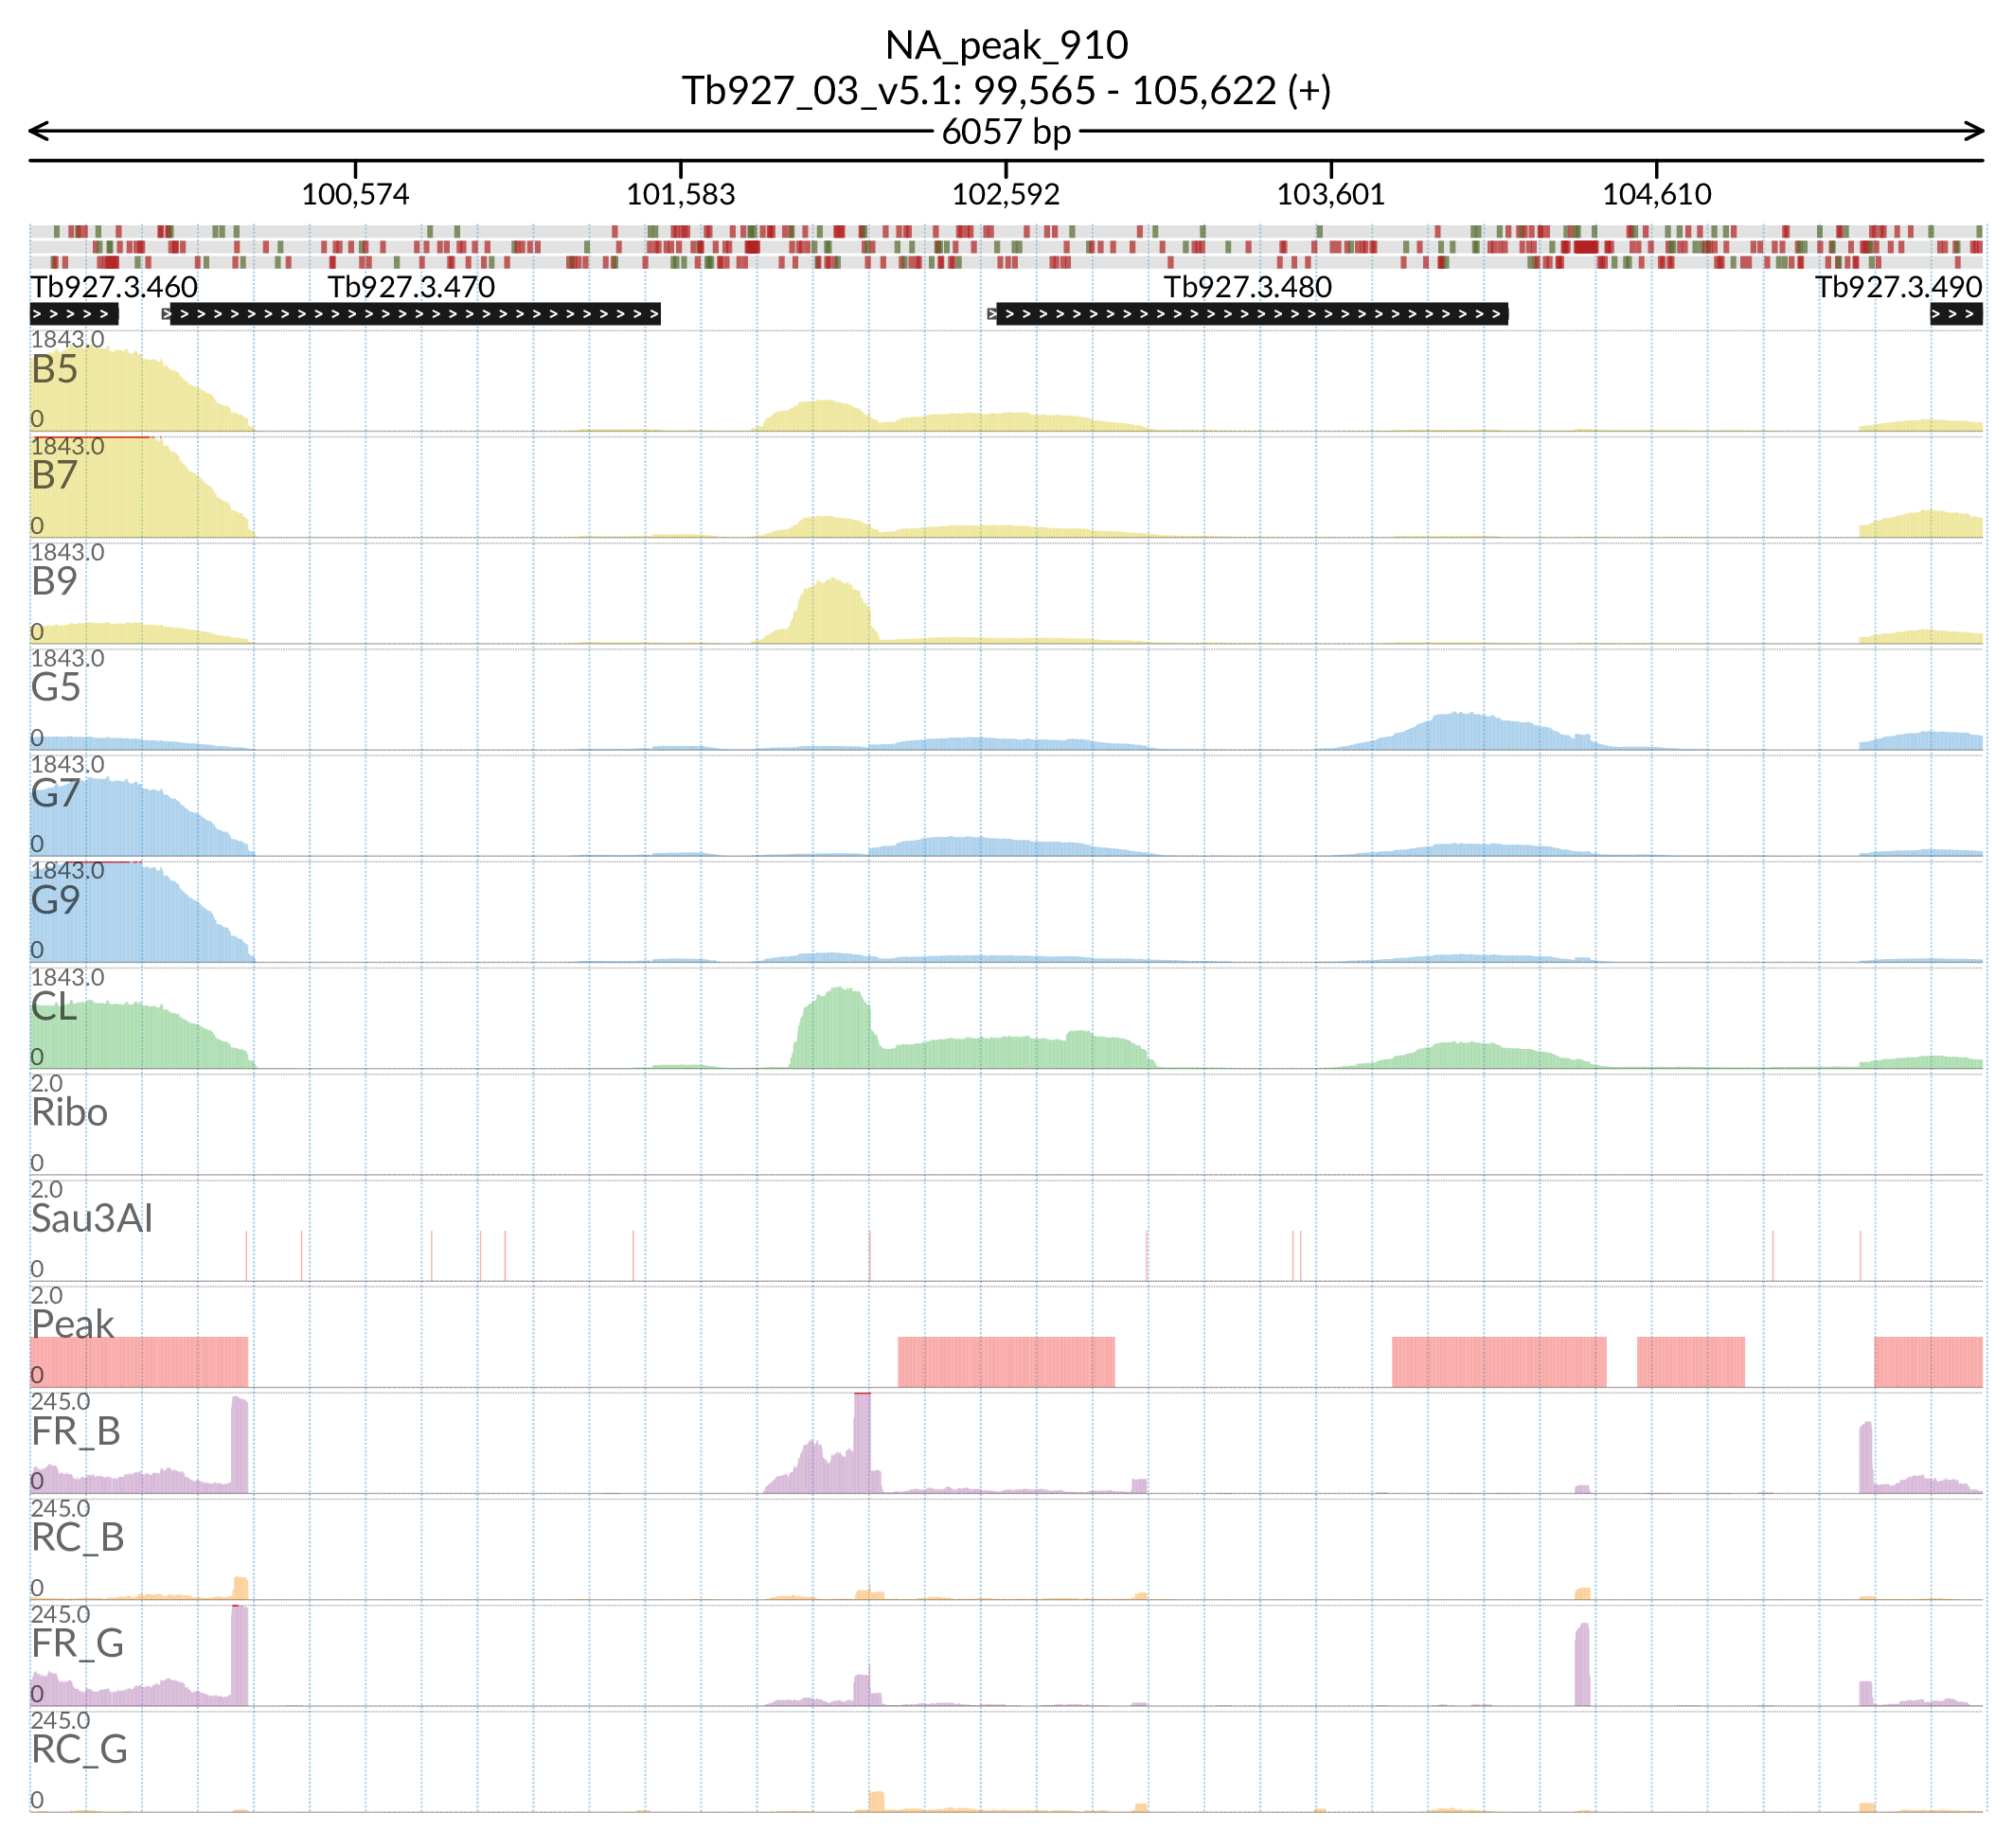 NA_peak_910
Tb927_03_v5.1: 99,565 - 105,622 (+)
6057 bp
100,574 101,583 102,592 103,601 104,610
Tb927.3.460 Tb927.3.470 Tb927.3.480 Tb927.3.490
1843.0
B5
0
1843.0
B7
0
1843.0
B9
0
1843.0
G5
0
1843.0
G7
0
1843.0
G9
0
1843.0
CL
0
2.0
Ribo
0
2.0
Sau3AI
0
2.0
Peak
0
245.0
FR_B
0
245.0
RC_B
0
245.0
FR_G
0
245.0
RC_G
0